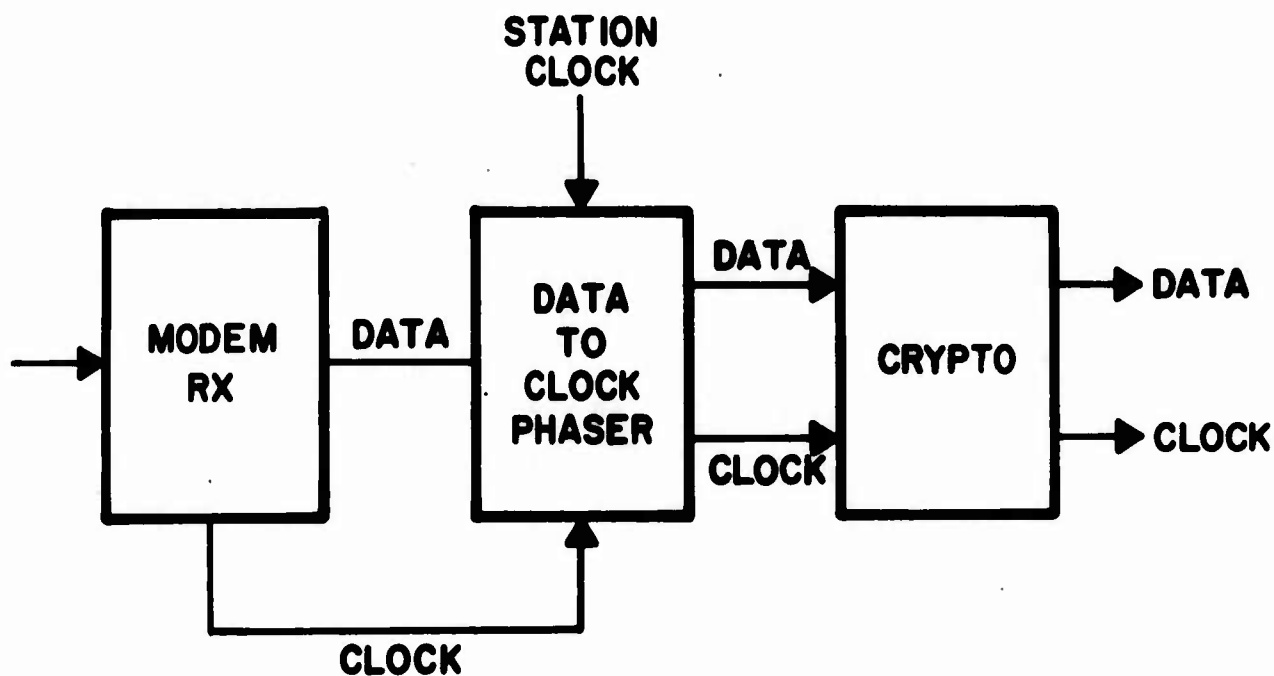 STATION
CLOCK
MODEM
RX
DATA
DATA
TO
CLOCK
PHASER
DATA
CLOCK
CRYPTO
DATA
CLOCK
CLOCK